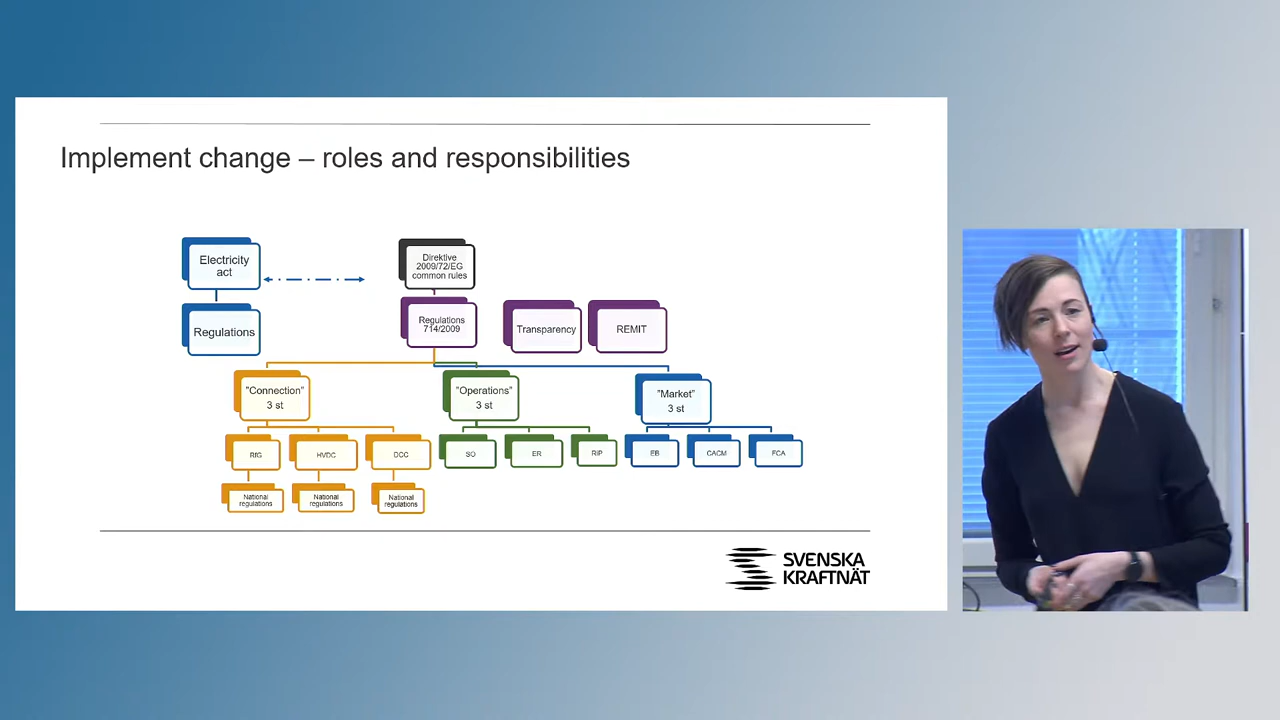 Implement change – roles and responsibilities
Electricity
act
Direktive
2009/72/EG
common rules
Regulations
Regulations
714/2009
Transparency
REMIT
"Connection"
3 st
"Operations"
3 st
"Market"
3 st
RfG
HVDC
DCC
SO
ER
RfP
EB
CACM
FCA
National
regulations
National
regulations
National
regulations
SVENSKA
KRAFTNÄT